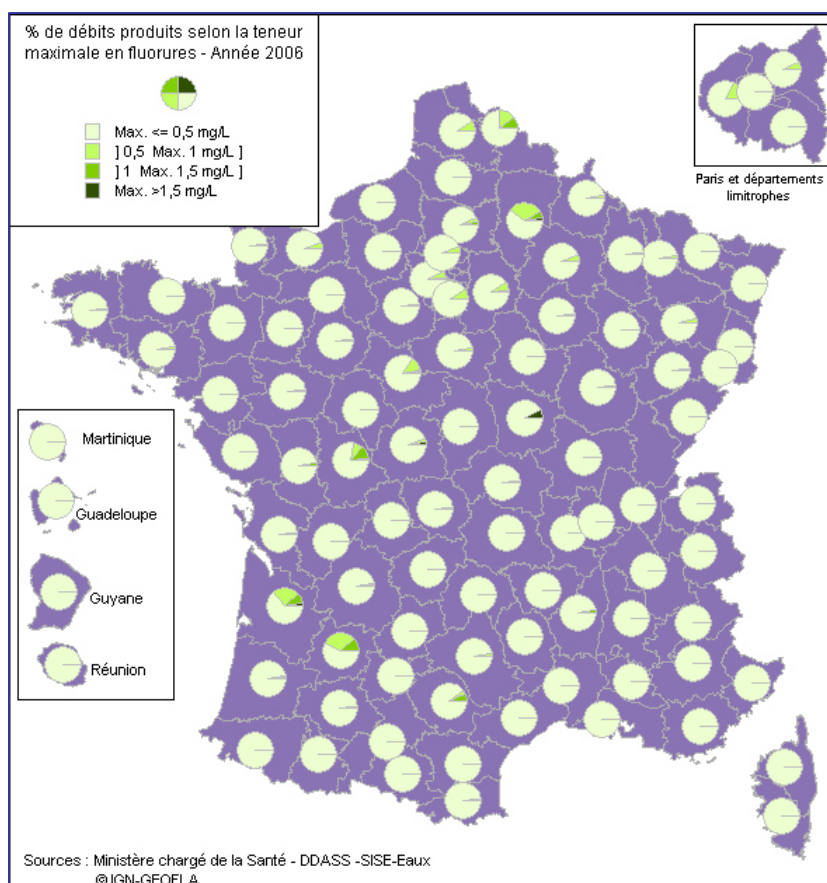 % de débits produits selon la teneur
maximale en fluorures - Année 2006
Max. <= 0,5 mg/L
] 0,5 Max. 1 mg/L ]
] 1 Max. 1,5 mg/L ]
Max. >1,5 mg/L
Paris et départements
limitrophes
Martinique
Guadeloupe
Guyane
Réunion
Sources : Ministère chargé de la Santé - DDASS -SISE-Eaux
@IGN-GEOFLA